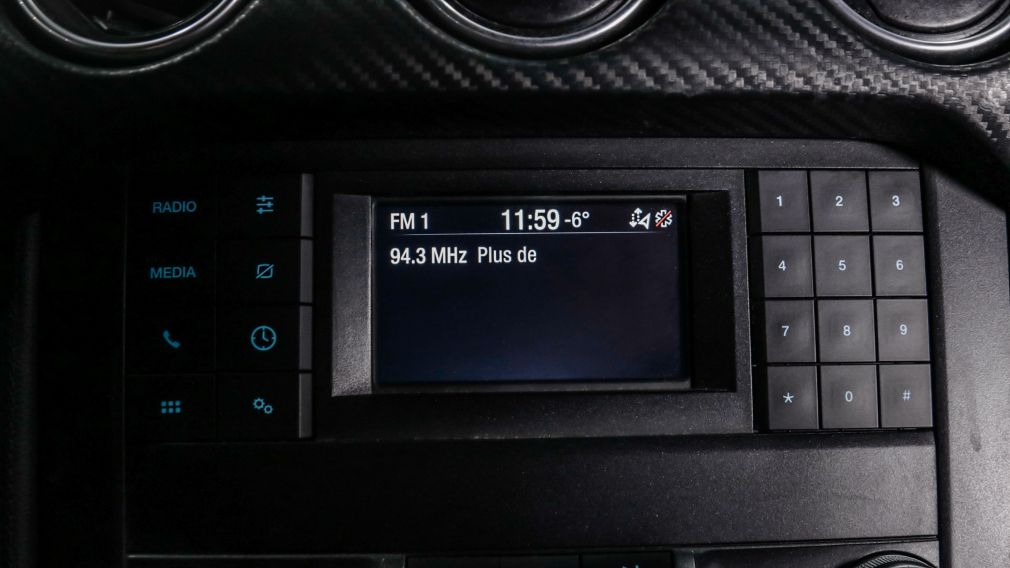 RADIO
MEDIA
FM 1 11:59 -6°
94.3 MHz Plus de
1 2 3
4 5 6
7 8 9
* 0 #